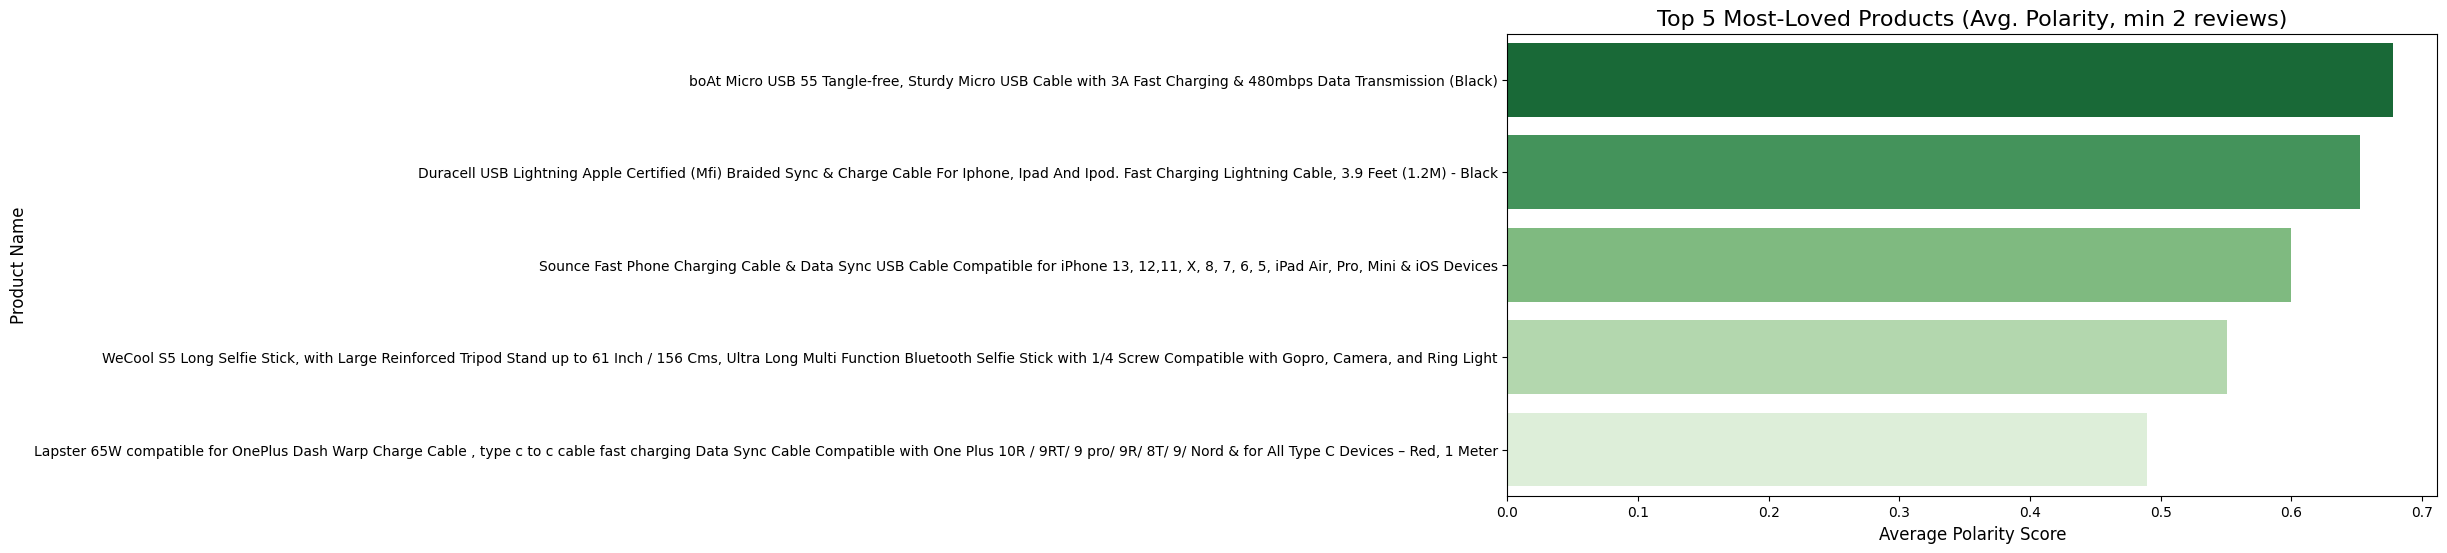 Top 5 Most-Loved Products (Avg. Polarity, min 2 reviews)
Product Name
boAt Micro USB 55 Tangle-free, Sturdy Micro USB Cable with 3A Fast Charging & 480mbps Data Transmission (Black)
Duracell USB Lightning Apple Certified (Mfi) Braided Sync & Charge Cable For Iphone, Ipad And Ipod. Fast Charging Lightning Cable, 3.9 Feet (1.2M) - Black
Sounce Fast Phone Charging Cable & Data Sync USB Cable Compatible for iPhone 13, 12,11, X, 8, 7, 6, 5, iPad Air, Pro, Mini & iOS Devices
WeCool S5 Long Selfie Stick, with Large Reinforced Tripod Stand up to 61 Inch / 156 Cms, Ultra Long Multi Function Bluetooth Selfie Stick with 1/4 Screw Compatible with Gopro, Camera, and Ring Light
Lapster 65W compatible for OnePlus Dash Warp Charge Cable , type c to c cable fast charging Data Sync Cable Compatible with One Plus 10R / 9RT/ 9 pro/ 9R/ 8T/ 9/ Nord & for All Type C Devices – Red, 1 Meter
0.0 0.1 0.2 0.3 0.4 0.5 0.6 0.7
Average Polarity Score